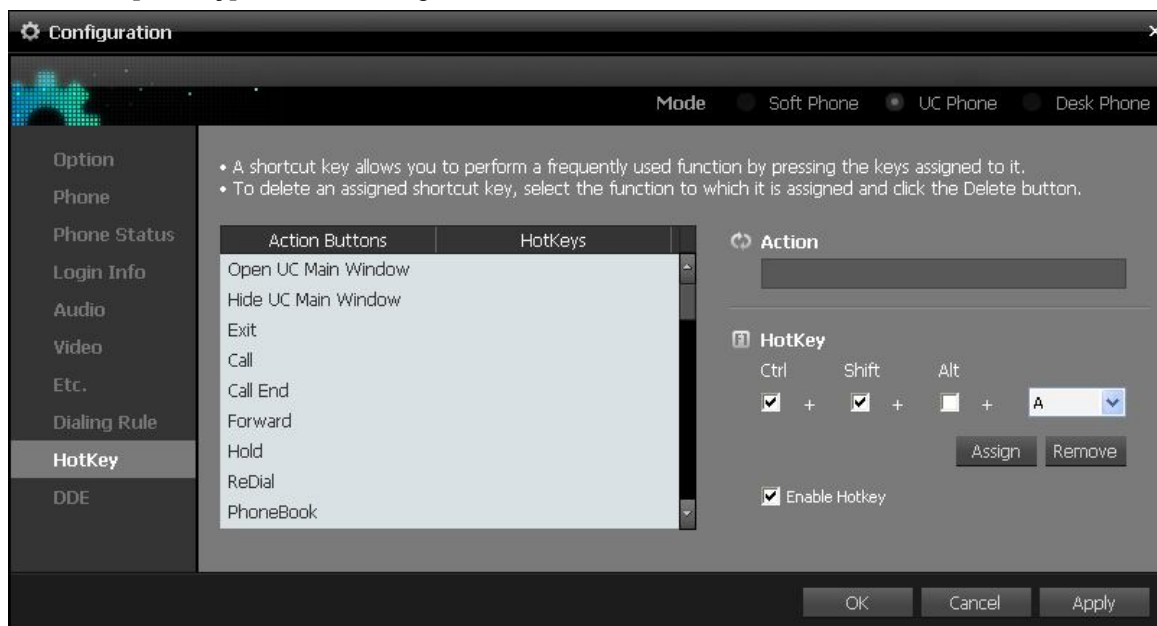 Configuration
Mode Soft Phone UC Phone Desk Phone
Option
Phone
Phone Status
Login Info
Audio
Video
Etc.
Dialing Rule
HotKey
DDE
• A shortcut key allows you to perform a frequently used function by pressing the keys assigned to it.
• To delete an assigned shortcut key, select the function to which it is assigned and click the Delete button.
Action Buttons HotKeys
Open UC Main Window
Hide UC Main Window
Exit
Call
Call End
Forward
Hold
ReDial
PhoneBook
Action
HotKey
Ctrl Shift Alt
+ + + A
Assign Remove
Enable Hotkey
OK Cancel Apply